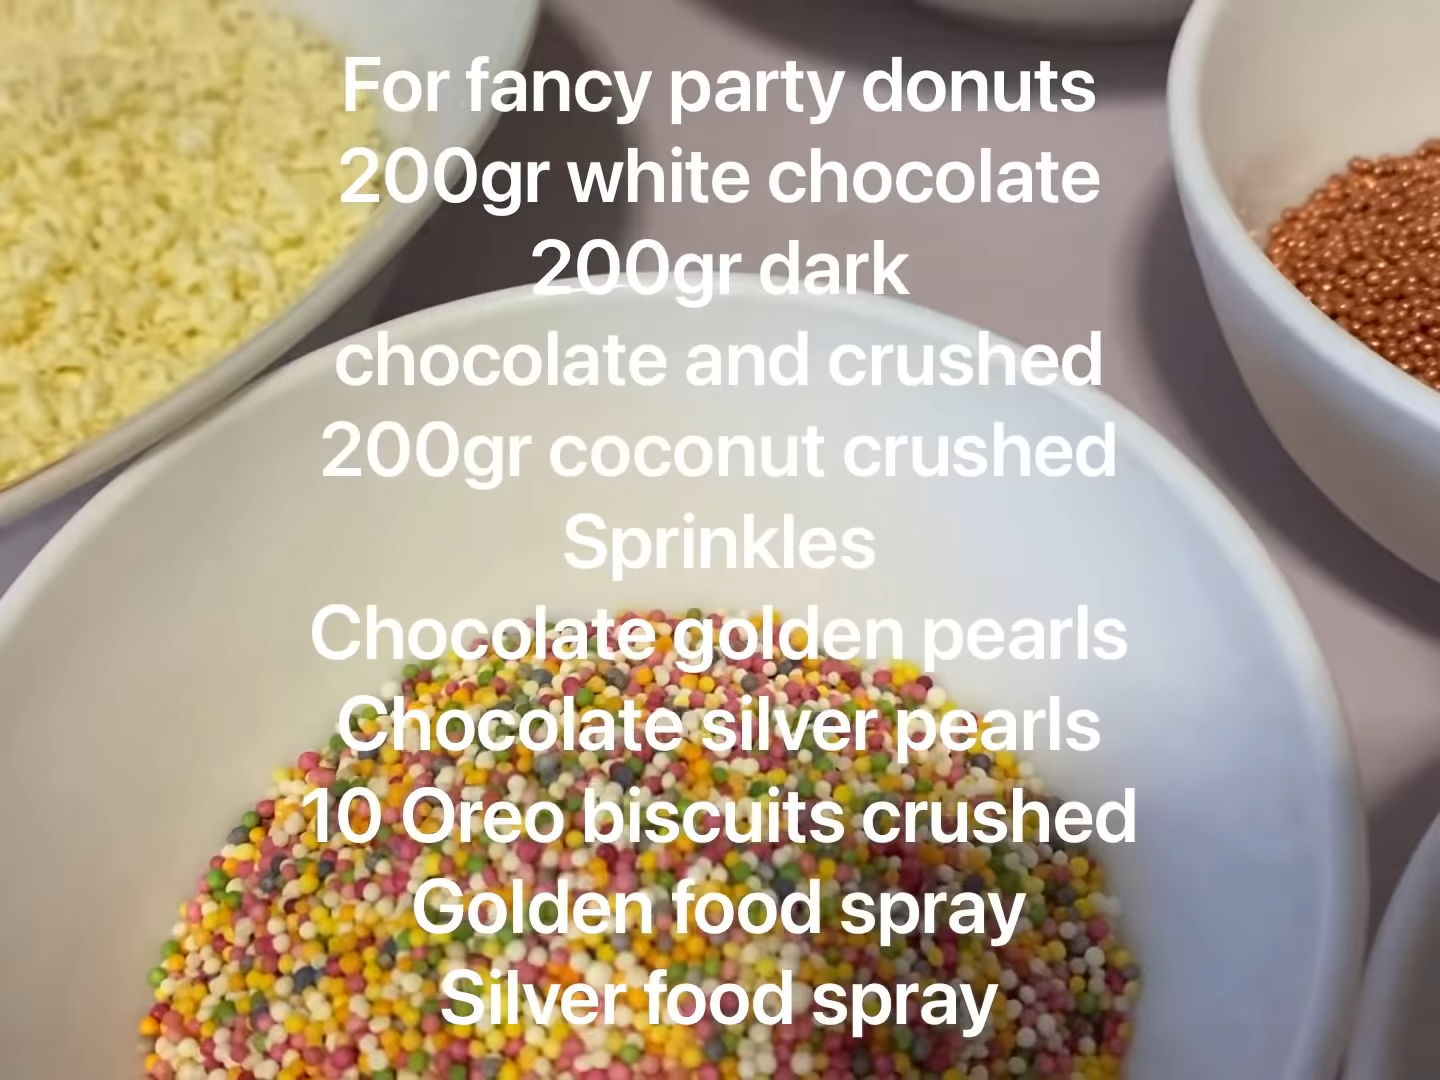 For fancy party donuts
200gr white chocolate
200gr dark
chocolate and crushed
200gr coconut crushed
Sprinkles
Chocolate golden pearls
Chocolate silver pearls
10 Oreo biscuits crushed
Golden food spray
Silver food spray